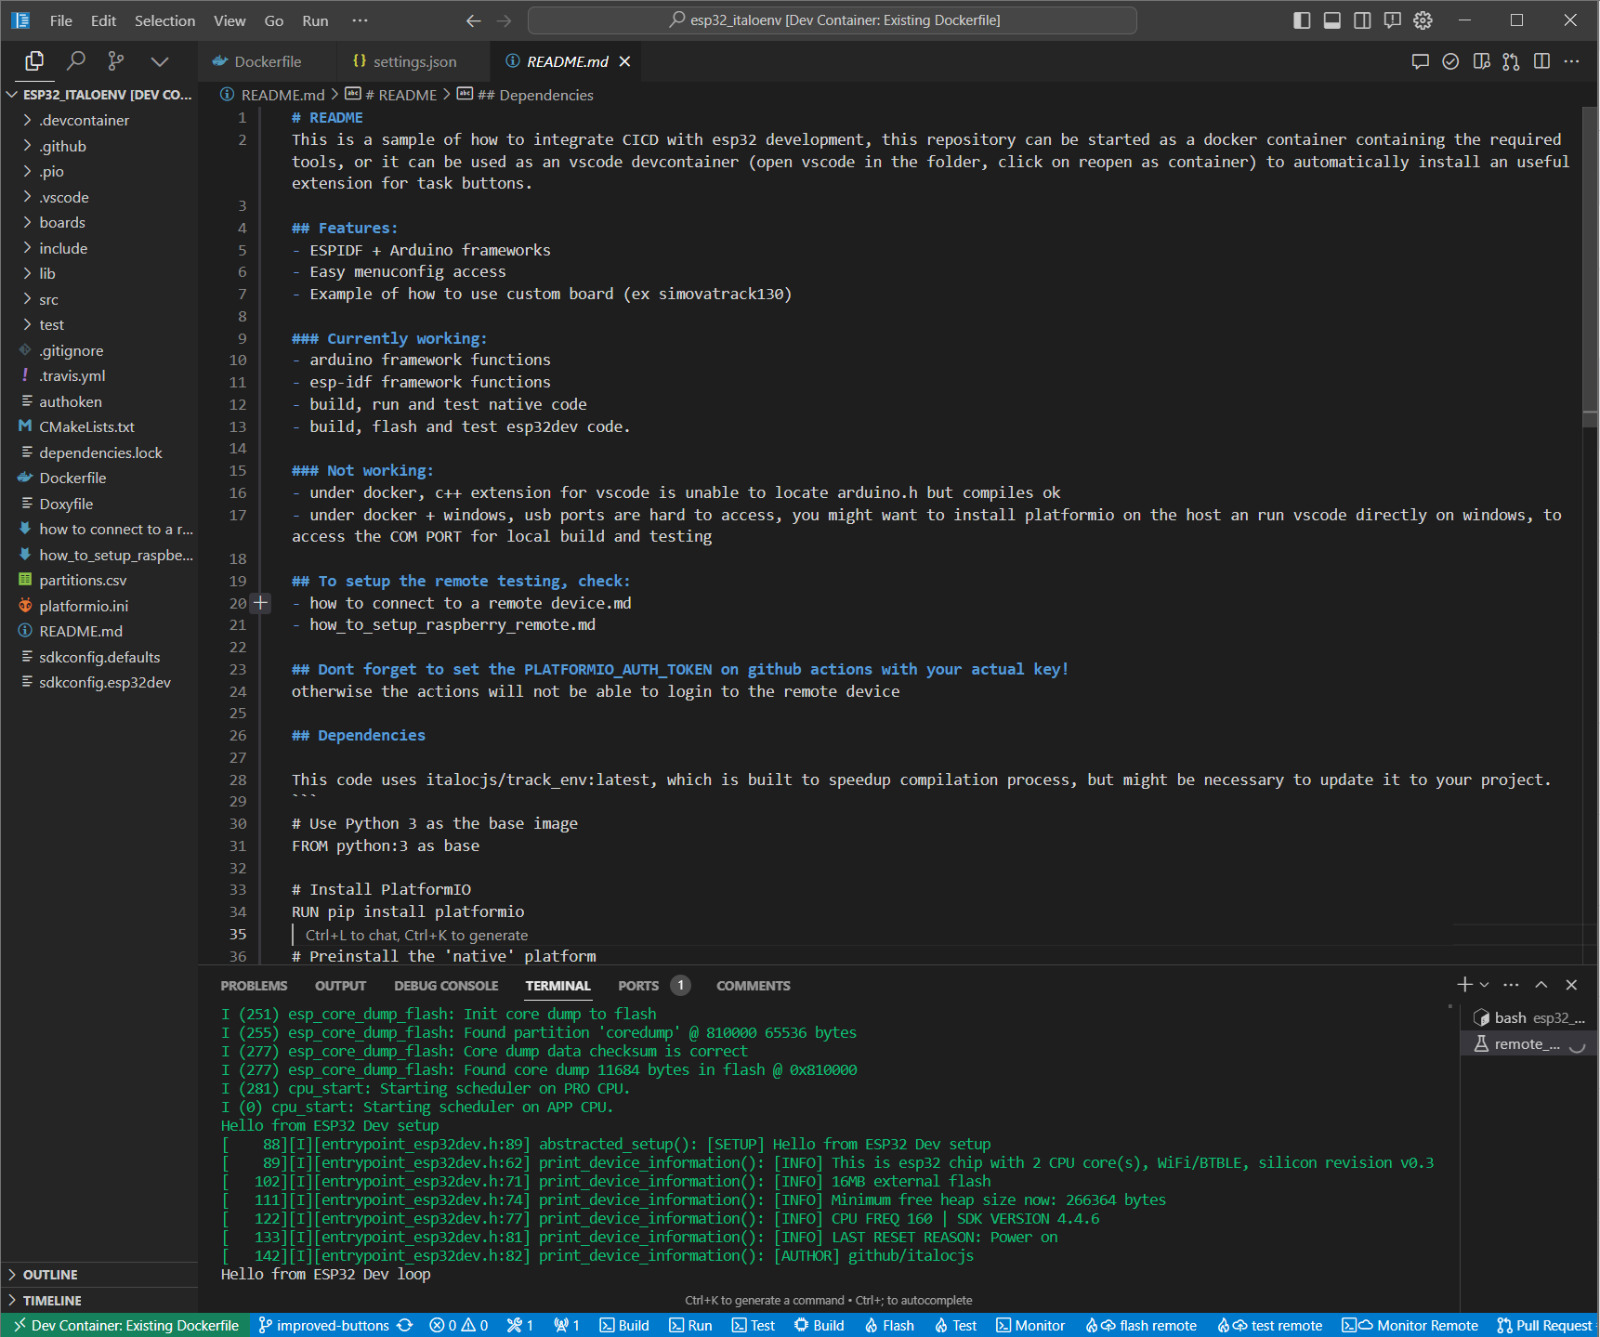 File Edit Selection View Go Run ···
esp32_italoenv [Dev Container: Existing Dockerfile]
Dockerfile
{} settings.json
README.md
ESP32_ITALOENV [DEV CO...
README.md > # README > ## Dependencies
.devcontainer
.github
.pio
.vscode
boards
include
lib
src
test
.gitignore
! .travis.yml
authoken
M CMakeLists.txt
dependencies.lock
Dockerfile
Doxyfile
how to connect to a r...
how_to_setup_raspbe...
partitions.csv
platformio.ini
README.md
sdkconfig.defaults
sdkconfig.esp32dev
OUTLINE
TIMELINE
1 # README
2 This is a sample of how to integrate CICD with esp32 development, this repository can be started as a docker container containing the required
tools, or it can be used as an vscode devcontainer (open vscode in the folder, click on reopen as container) to automatically install an useful
extension for task buttons.
3
4 ## Features:
5 - ESPIDF + Arduino frameworks
6 - Easy menuconfig access
7 - Example of how to use custom board (ex simovatrack130)
8
9 ### Currently working:
10 - arduino framework functions
11 - esp-idf framework functions
12 - build, run and test native code
13 - build, flash and test esp32dev code.
14
15 ### Not working:
16 - under docker, c++ extension for vscode is unable to locate arduino.h but compiles ok
17 - under docker + windows, usb ports are hard to access, you might want to install platformio on the host an run vscode directly on windows, to
access the COM PORT for local build and testing
18
19 ## To setup the remote testing, check:
20 - how to connect to a remote device.md
21 - how_to_setup_raspberry_remote.md
22
23 ## Dont forget to set the PLATFORMIO_AUTH_TOKEN on github actions with your actual key!
24 otherwise the actions will not be able to login to the remote device
25
26 ## Dependencies
27
28 This code uses italocjs/track_env:latest, which is built to speedup compilation process, but might be necessary to update it to your project.
29 ```
30 # Use Python 3 as the base image
31 FROM python:3 as base
32
33 # Install PlatformIO
34 RUN pip install platformio
35 Ctrl+L to chat, Ctrl+K to generate
36 # Preinstall the 'native' platform
PROBLEMS OUTPUT DEBUG CONSOLE TERMINAL PORTS 1 COMMENTS
I (251) esp_core_dump_flash: Init core dump to flash
I (255) esp_core_dump_flash: Found partition 'coredump' @ 810000 65536 bytes
I (277) esp_core_dump_flash: Core dump data checksum is correct
I (277) esp_core_dump_flash: Found core dump 11684 bytes in flash @ 0x810000
I (281) cpu_start: Starting scheduler on PRO CPU.
I (0) cpu_start: Starting scheduler on APP CPU.
Hello from ESP32 Dev setup
[    88][I][entrypoint_esp32dev.h:89] abstracted_setup(): [SETUP] Hello from ESP32 Dev setup
[    89][I][entrypoint_esp32dev.h:62] print_device_information(): [INFO] This is esp32 chip with 2 CPU core(s), WiFi/BTBLE, silicon revision v0.3
[   102][I][entrypoint_esp32dev.h:71] print_device_information(): [INFO] 16MB external flash
[   111][I][entrypoint_esp32dev.h:74] print_device_information(): [INFO] Minimum free heap size now: 266364 bytes
[   122][I][entrypoint_esp32dev.h:77] print_device_information(): [INFO] CPU FREQ 160 | SDK VERSION 4.4.6
[   133][I][entrypoint_esp32dev.h:81] print_device_information(): [INFO] LAST RESET REASON: Power on
[   142][I][entrypoint_esp32dev.h:82] print_device_information(): [AUTHOR] github/italocjs
Hello from ESP32 Dev loop
bash esp32_...
remote_...
Ctrl+K to generate a command • Ctrl+; to autocomplete
Dev Container: Existing Dockerfile improved-buttons 0 0 1 1 Build Run Test Build Flash Test Monitor flash remote test remote Monitor Remote Pull Request